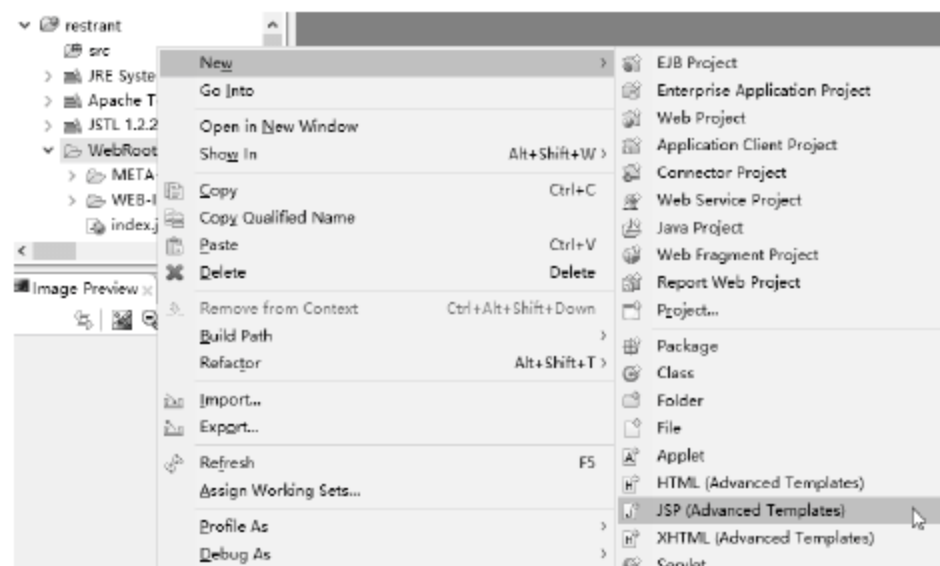 restrant
src
JRE Syste
Apache T
JSTL 1.2.2
WebRoot
META-
WEB-I
index.j
Image Preview
New
Go Into
Open in New Window
Show In Alt+Shift+W
Copy Ctrl+C
Copy Qualified Name
Paste Ctrl+V
Delete Delete
Remove from Context Ctrl+Alt+Shift+Down
Build Path
Refactor Alt+Shift+T
Import...
Export...
Refresh F5
Assign Working Sets...
Profile As
Debug As
EJB Project
Enterprise Application Project
Web Project
Application Client Project
Connector Project
Web Service Project
Java Project
Web Fragment Project
Report Web Project
Project...
Package
Class
Folder
File
Applet
HTML (Advanced Templates)
JSP (Advanced Templates)
XHTML (Advanced Templates)
Servlet